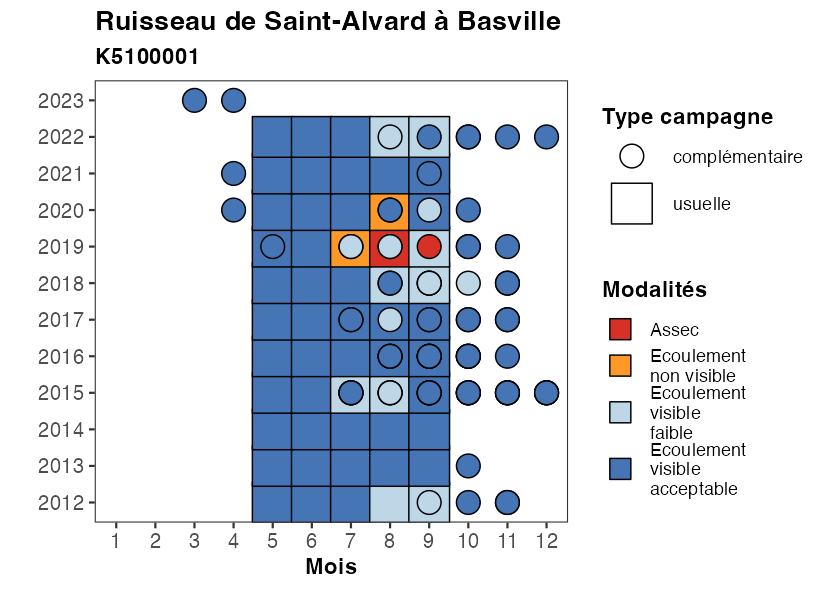 Ruisseau de Saint-Alvard à Basville
K5100001
2023
2022
2021
2020
2019
2018
2017
2016
2015
2014
2013
2012
1 2 3 4 5 6 7 8 9 10 11 12
Mois
Type campagne
complémentaire
usuelle
Modalités
Assec
Ecoulement
non visible
Ecoulement
visible
faible
Ecoulement
visible
acceptable